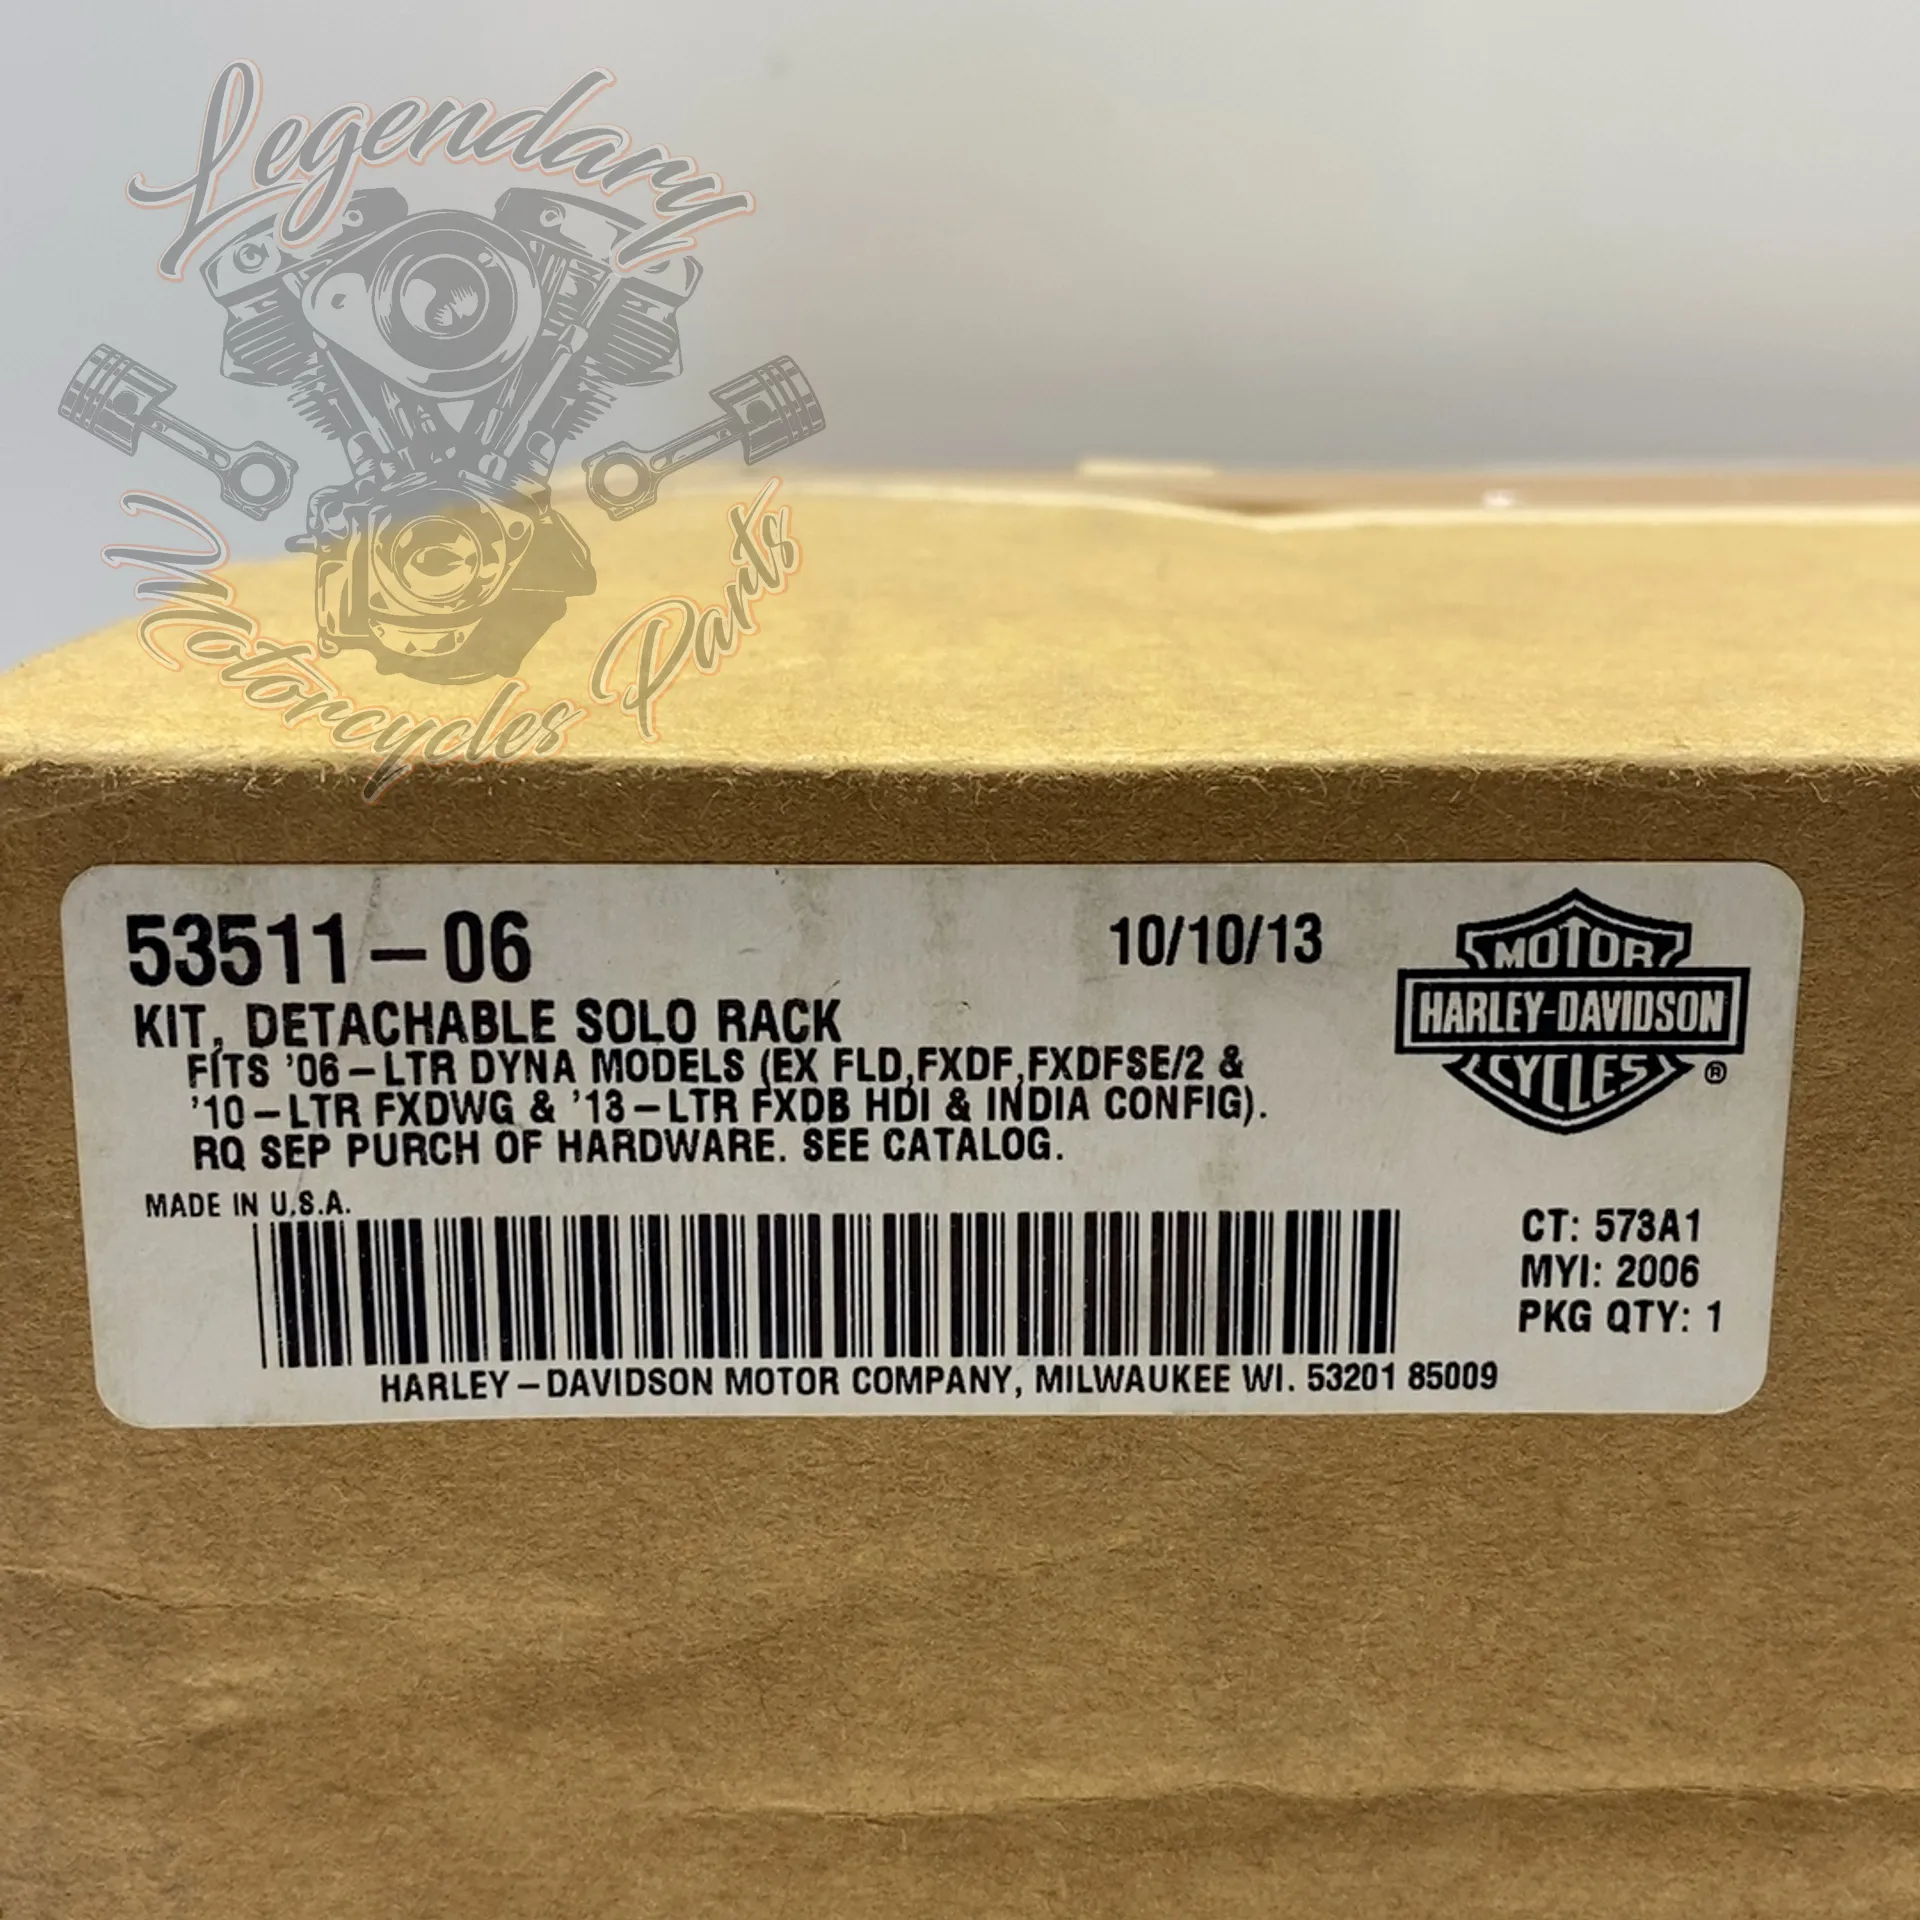 Legendary
Motorcycles Parts
53511-06
10/10/13
KIT, DETACHABLE SOLO RACK
FITS '06-LTR DYNA MODELS (EX FLD,FXDF,FXDFSE/2 &
'10-LTR FXDWG & '13-LTR FXDB HDI & INDIA CONFIG).
RQ SEP PURCH OF HARDWARE. SEE CATALOG.
MOTOR
HARLEY-DAVIDSON
CYCLES ®
MADE IN U.S.A.
CT: 573A1
MYI: 2006
PKG QTY: 1
HARLEY-DAVIDSON MOTOR COMPANY, MILWAUKEE WI. 53201 85009